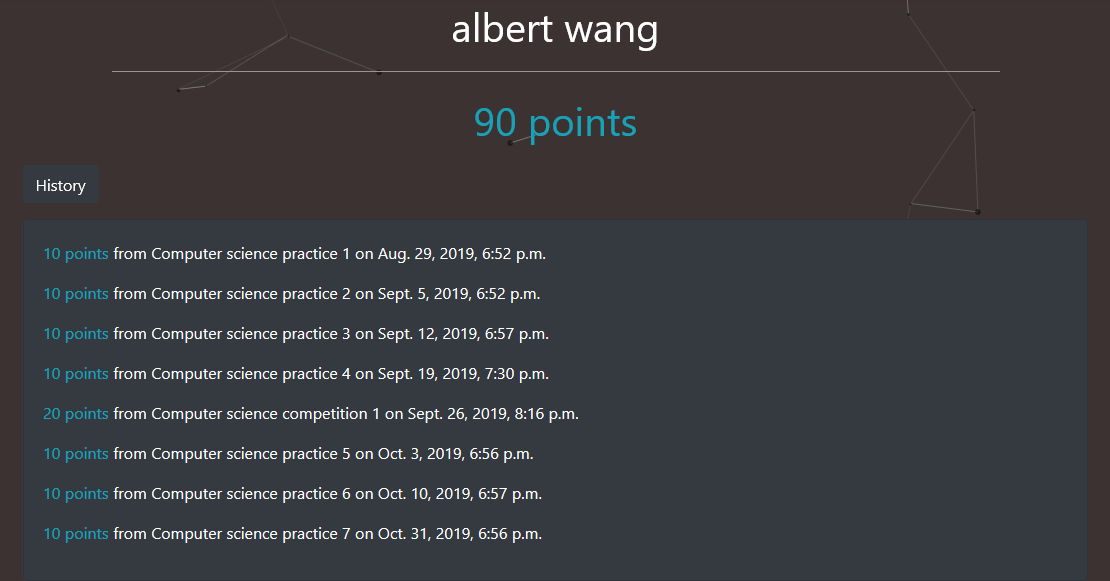 albert wang
90 points
History
10 points from Computer science practice 1 on Aug. 29, 2019, 6:52 p.m.
10 points from Computer science practice 2 on Sept. 5, 2019, 6:52 p.m.
10 points from Computer science practice 3 on Sept. 12, 2019, 6:57 p.m.
10 points from Computer science practice 4 on Sept. 19, 2019, 7:30 p.m.
20 points from Computer science competition 1 on Sept. 26, 2019, 8:16 p.m.
10 points from Computer science practice 5 on Oct. 3, 2019, 6:56 p.m.
10 points from Computer science practice 6 on Oct. 10, 2019, 6:57 p.m.
10 points from Computer science practice 7 on Oct. 31, 2019, 6:56 p.m.